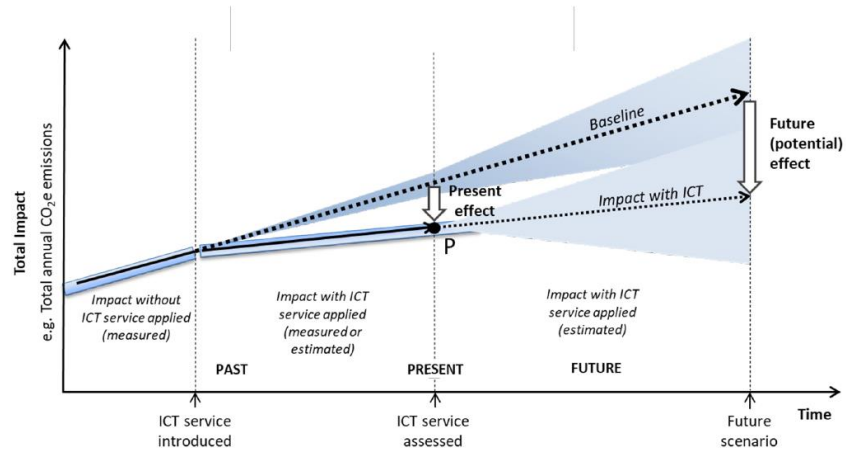 Total Impact
e.g. Total annual CO2e emissions
Baseline
Future
(potential)
effect
Present
effect
Impact with ICT
P
Impact without
ICT service applied
(measured)
Impact with ICT
service applied
(measured or
estimated)
Impact with ICT
service applied
(estimated)
PAST
PRESENT
FUTURE
Time
ICT service
introduced
ICT service
assessed
Future
scenario